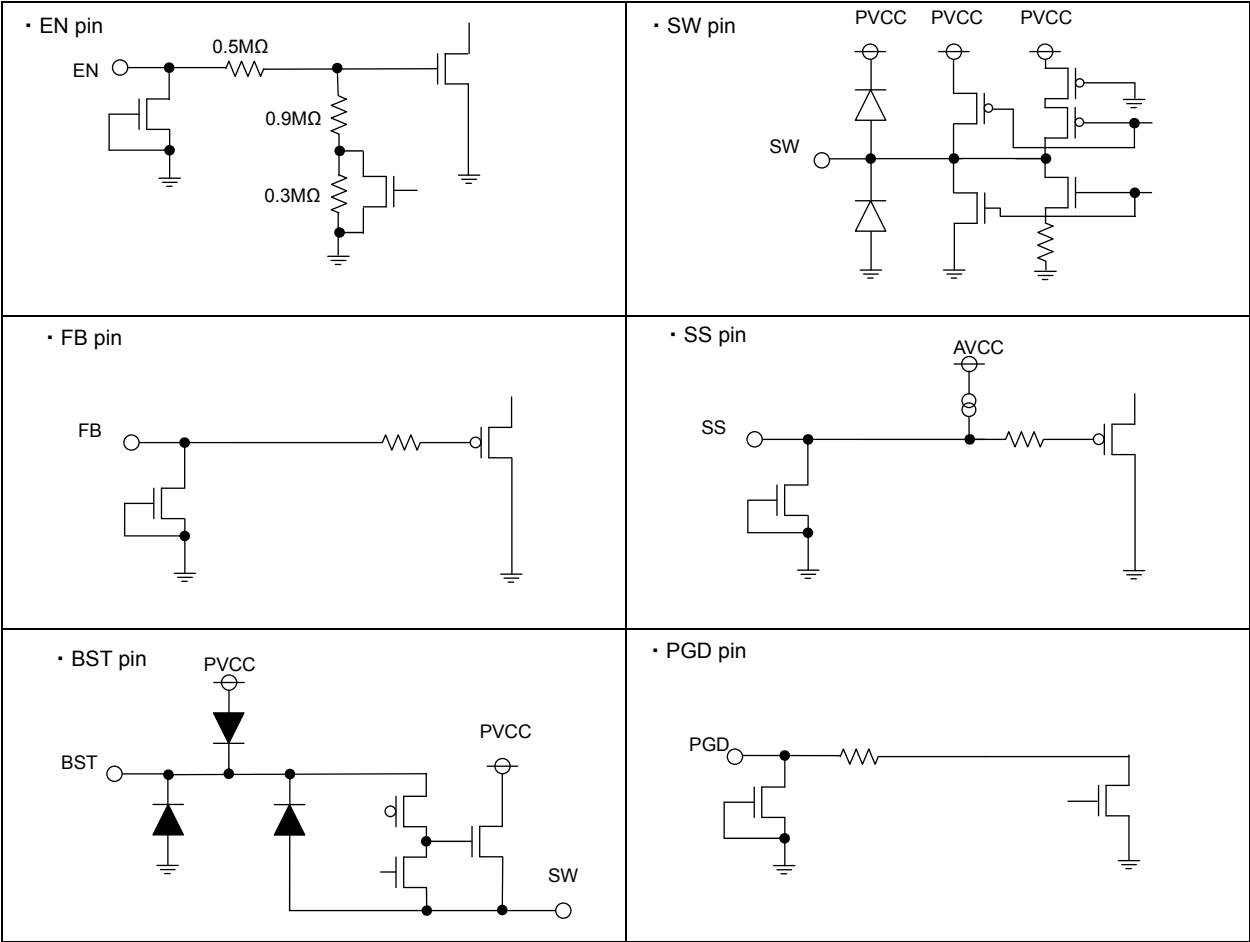 ・EN pin
EN
0.5MΩ
0.9MΩ
0.3MΩ
・SW pin
PVCC PVCC PVCC
SW
・FB pin
FB
・SS pin
AVCC
SS
・BST pin
PVCC
PVCC
BST
SW
・PGD pin
PGD